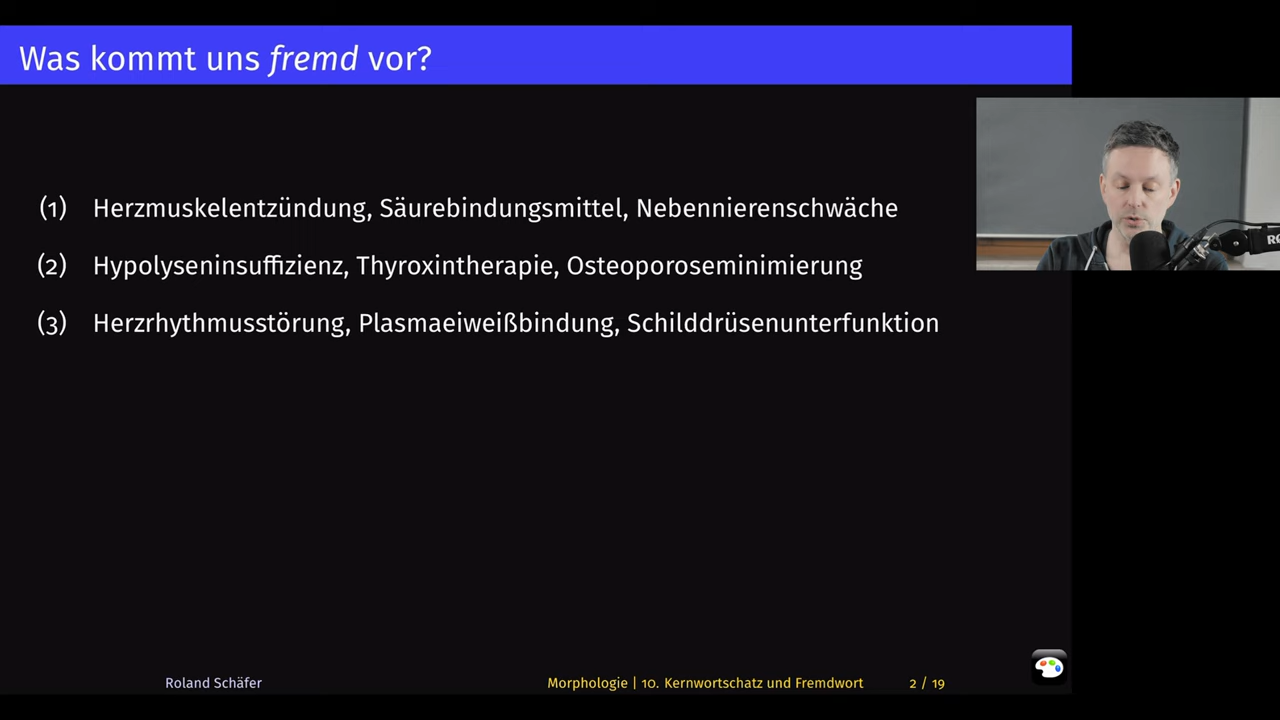 Was kommt uns fremd vor?
(1) Herzmuskelentzündung, Säurebindungsmittel, Nebennierenschwäche
(2) Hypolyseninsuffizienz, Thyroxintherapie, Osteoporoseminimierung
(3) Herzrhythmusstörung, Plasmaeiweißbindung, Schilddrüsenunterfunktion
Roland Schäfer
Morphologie | 10. Kernwortschatz und Fremdwort
2 / 19